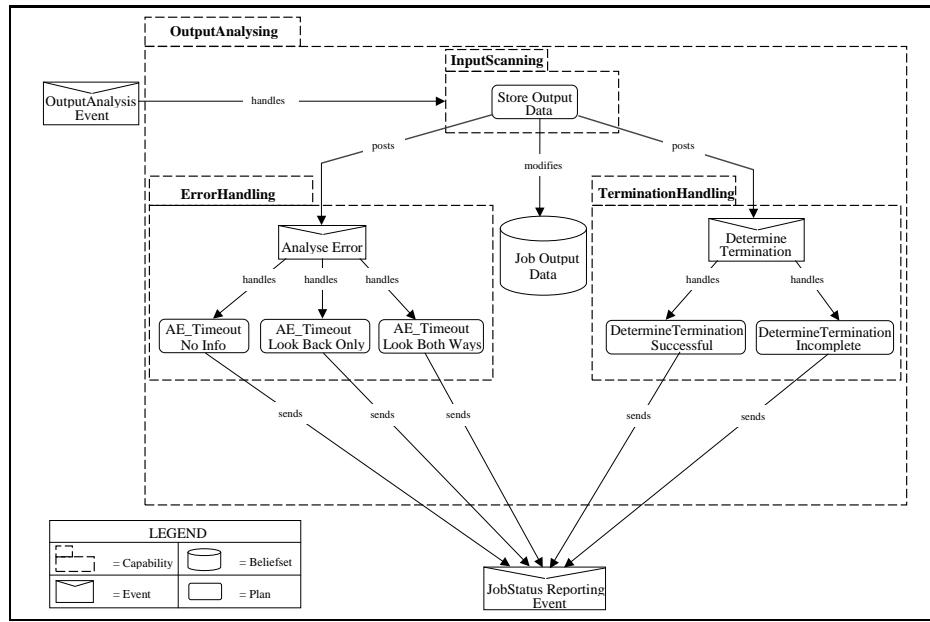 OutputAnalysing
InputScanning
OutputAnalysis
Event
handles
Store Output
Data
posts
modifies
posts
ErrorHandling
TerminationHandling
Analyse Error
Determine
Termination
Job Output
Data
handles
handles
handles
handles
handles
AE_Timeout
No Info
AE_Timeout
Look Back Only
AE_Timeout
Look Both Ways
DetermineTermination
Successful
DetermineTermination
Incomplete
sends
sends
sends
sends
sends
LEGEND
= Capability
= Beliefset
= Event
= Plan
JobStatus Reporting
Event